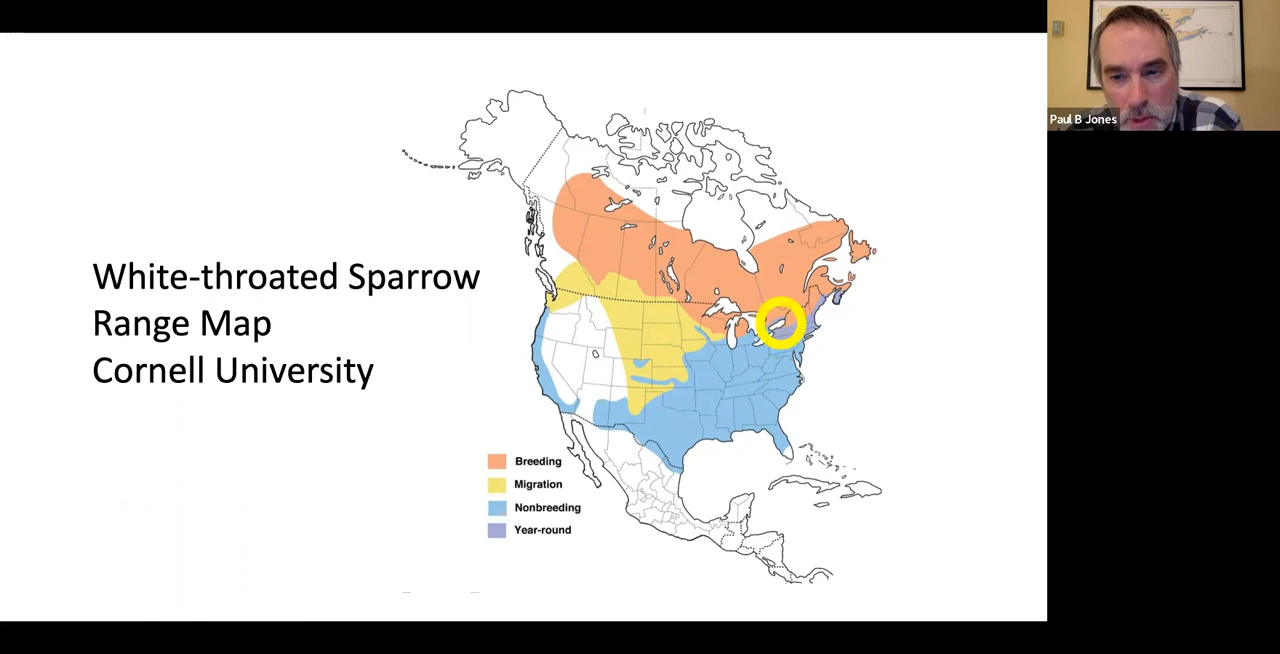 White-throated Sparrow
Range Map
Cornell University
Breeding
Migration
Nonbreeding
Year-round
Paul B Jones